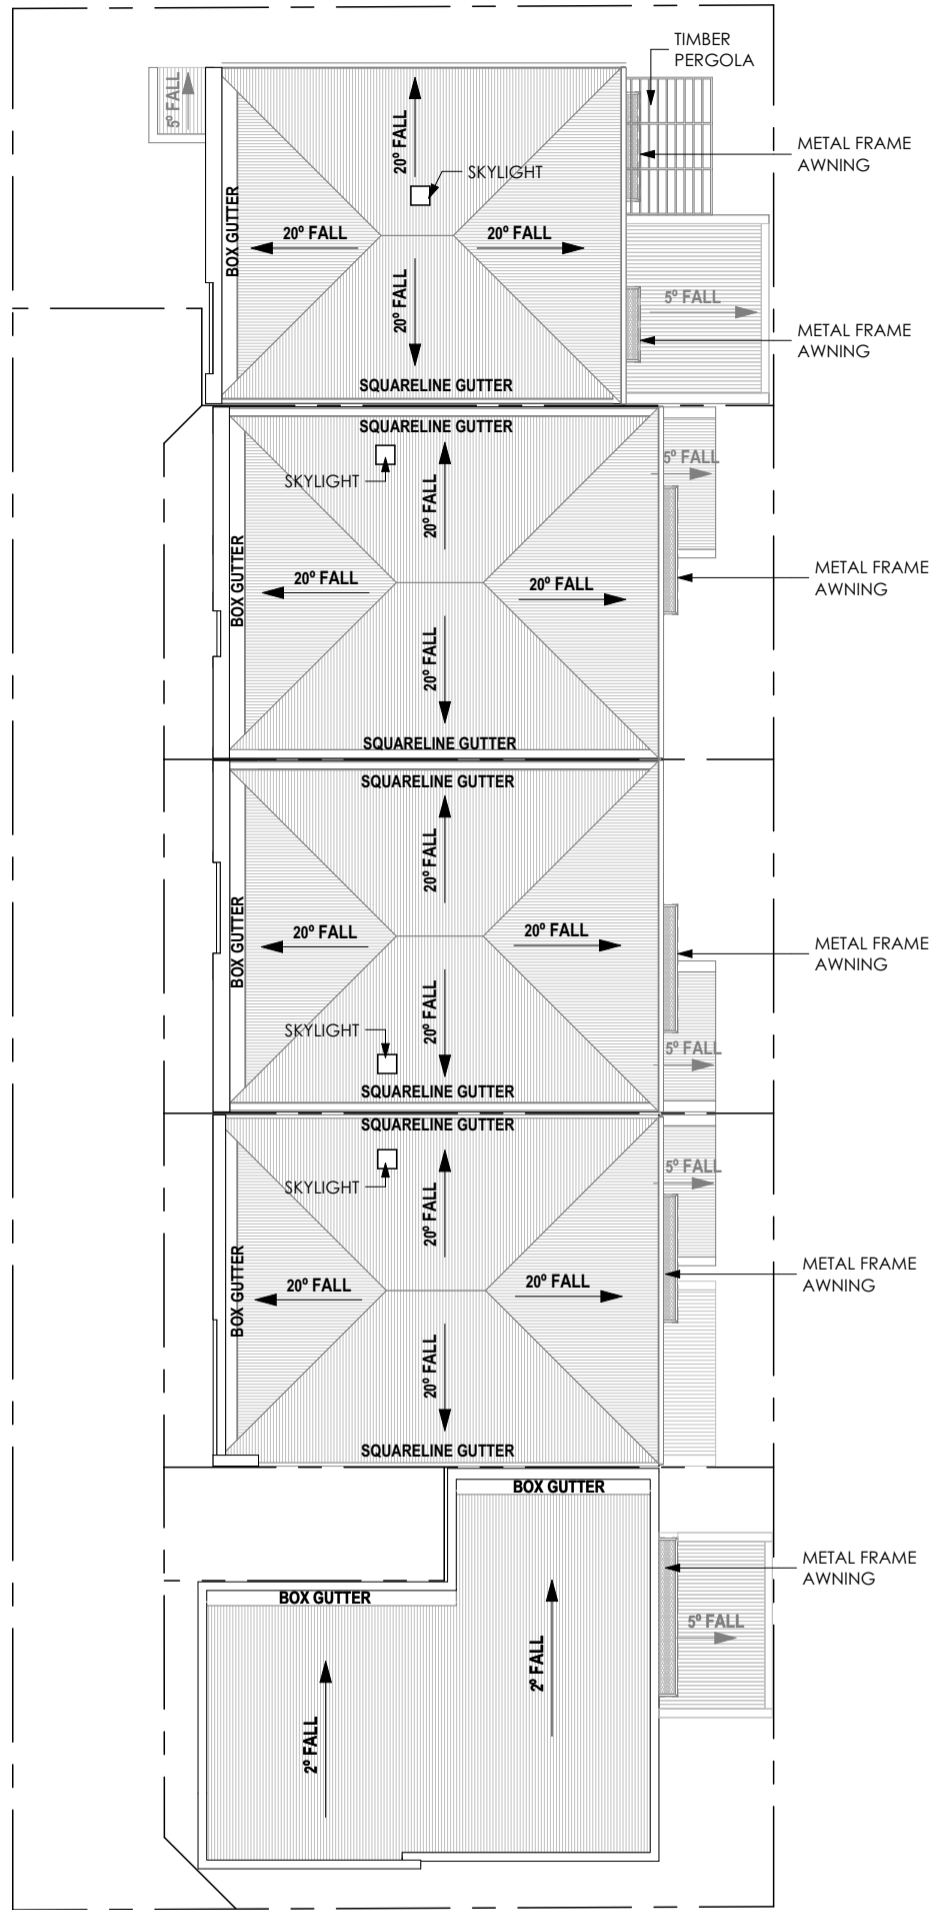 TIMBER
PERGOLA
5º FALL
20º FALL
METAL FRAME
AWNING
SKYLIGHT
BOX GUTTER
20º FALL
20º FALL
5º FALL
20º FALL
METAL FRAME
AWNING
SQUARELINE GUTTER
SQUARELINE GUTTER
5º FALL
SKYLIGHT
20º FALL
METAL FRAME
AWNING
BOX GUTTER
20º FALL
20º FALL
20º FALL
SQUARELINE GUTTER
SQUARELINE GUTTER
20º FALL
BOX GUTTER
20º FALL
20º FALL
METAL FRAME
AWNING
SKYLIGHT
20º FALL
5º FALL
SQUARELINE GUTTER
SQUARELINE GUTTER
5º FALL
SKYLIGHT
20º FALL
METAL FRAME
AWNING
BOX GUTTER
20º FALL
20º FALL
20º FALL
SQUARELINE GUTTER
BOX GUTTER
METAL FRAME
AWNING
BOX GUTTER
5º FALL
2º FALL
2º FALL